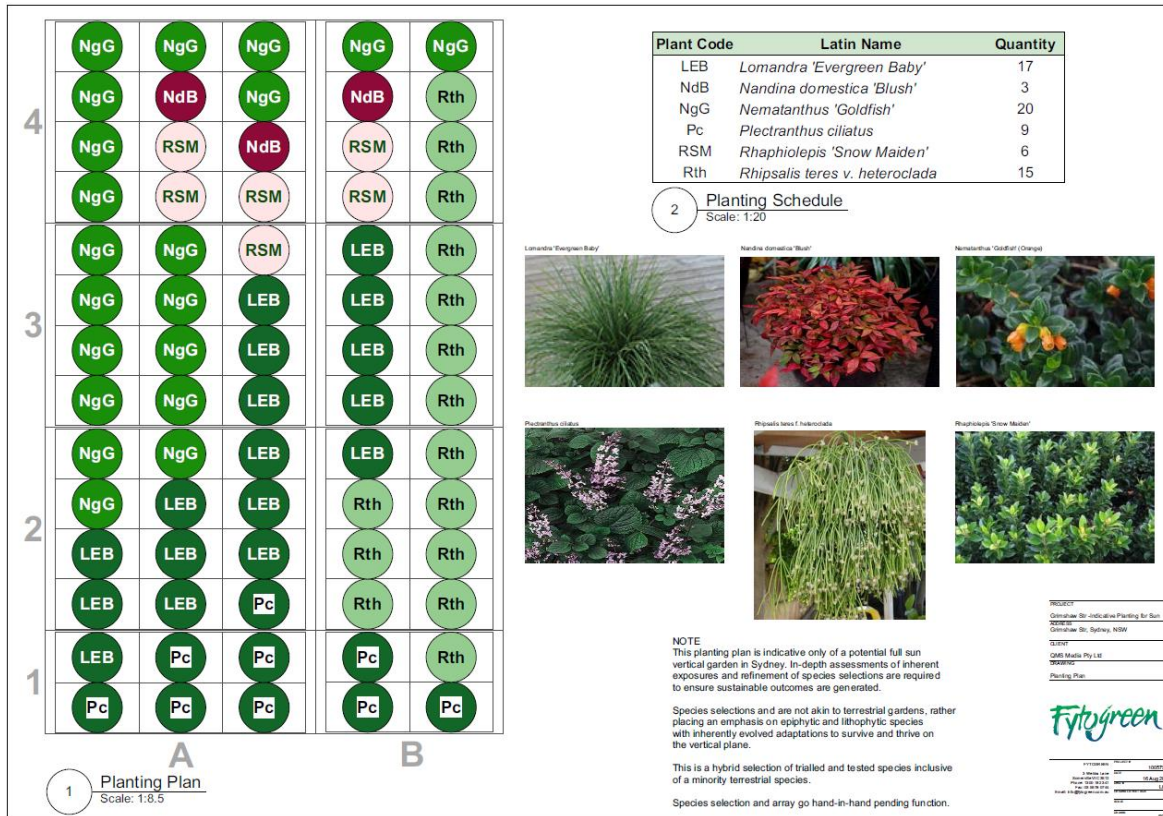 NgG NgG NgG NgG NgG
NgG NdB NgG NdB Rth
4
NgG RSM NdB RSM Rth
NgG RSM RSM RSM Rth
NgG NgG RSM LEB Rth
NgG NgG LEB LEB Rth
3
NgG NgG LEB LEB Rth
NgG NgG LEB LEB Rth
NgG NgG LEB LEB Rth
NgG LEB LEB Rth Rth
2
LEB LEB LEB Rth Rth
LEB LEB Pc Rth Rth
LEB Pc Pc Pc Rth
1
Pc Pc Pc Pc Pc
A B
1 Planting Plan
Scale: 1:8.5
Plant Code Latin Name Quantity
LEB Lomandra 'Evergreen Baby' 17
NdB Nandina domestica 'Blush' 3
NgG Nematanthus 'Goldfish' 20
Pc Plectranthus ciliatus 9
RSM Rhaphiolepis 'Snow Maiden' 6
Rth Rhipsalis teres v. heteroclada 15
2 Planting Schedule
Scale: 1:20
Lomandra 'Evergreen Baby' Nandina domestica 'Blush' Nematanthus 'Goldfish' (Orange)
Plectranthus ciliatus Rhipsalis teres f. heteroclada Rhaphiolepis 'Snow Maiden'
NOTE
This planting plan is indicative only of a potential full sun
vertical garden in Sydney. In-depth assessments of inherent
exposures and refinement of species selections are required
to ensure sustainable outcomes are generated.
Species selections and are not akin to terrestrial gardens, rather
placing an emphasis on epiphytic and lithophytic species
with inherently evolved adaptations to survive and thrive on
the vertical plane.
This is a hybrid selection of trialled and tested species inclusive
of a minority terrestrial species.
Species selection and array go hand-in-hand pending function.
PROJECT
Grimshaw Str -Indicative Planting for Sun
ADDRESS
Grimshaw Str, Sydney, NSW
CLIENT
QMS Media Pty Ltd
DRAWING
Planting Plan
Fytogreen
FYTOGREEN